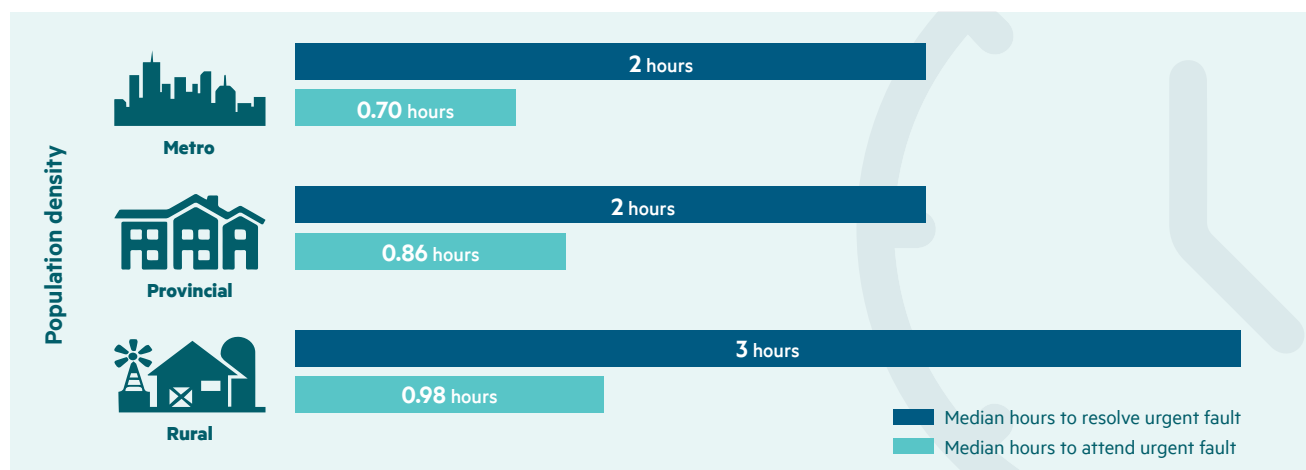 Population density
Metro
2 hours
0.70 hours
Provincial
2 hours
0.86 hours
Rural
3 hours
0.98 hours
Median hours to resolve urgent fault
Median hours to attend urgent fault